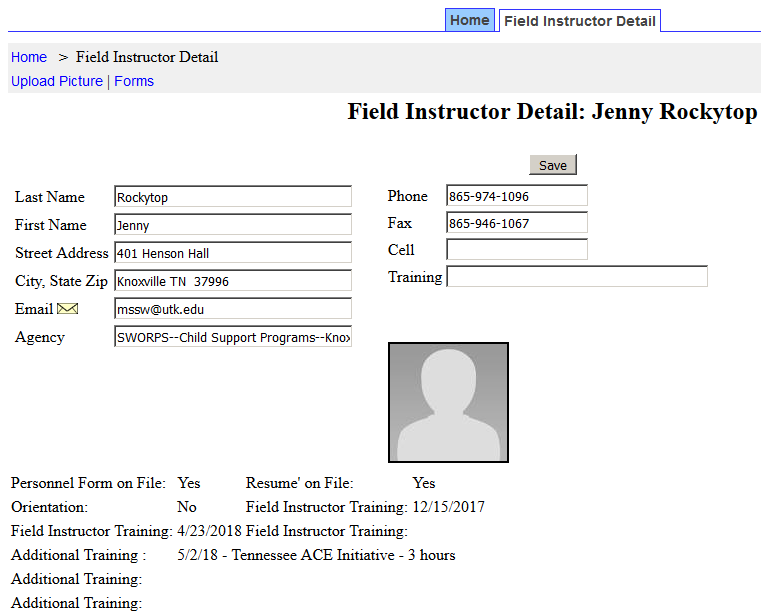 Home Field Instructor Detail
Home > Field Instructor Detail
Upload Picture | Forms
Field Instructor Detail: Jenny Rockytop
Save
Last Name Rockytop
First Name Jenny
Street Address 401 Henson Hall
City, State Zip Knoxville TN 37996
Email mssw@utk.edu
Agency SWORPS--Child Support Programs--Knox
Phone 865-974-1096
Fax 865-946-1067
Cell
Training
Personnel Form on File: Yes Resume' on File: Yes
Orientation: No Field Instructor Training: 12/15/2017
Field Instructor Training: 4/23/2018 Field Instructor Training:
Additional Training : 5/2/18 - Tennessee ACE Initiative - 3 hours
Additional Training:
Additional Training: